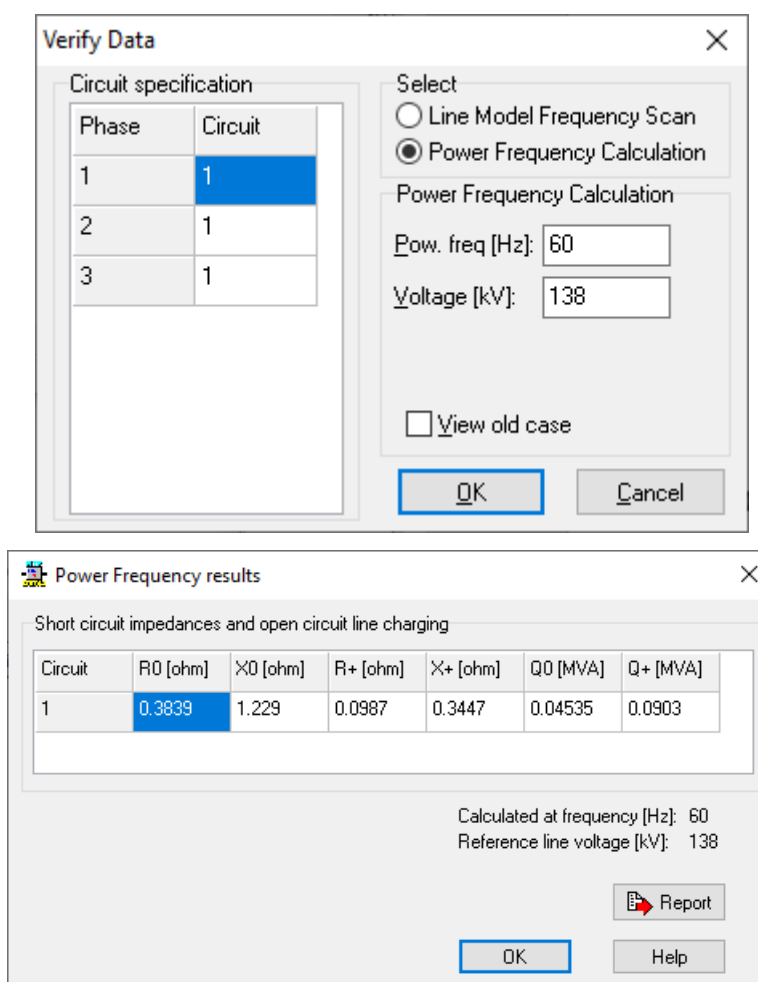 Verify Data
Circuit specification
Phase Circuit
1 1
2 1
3 1
Select
Line Model Frequency Scan
Power Frequency Calculation
Power Frequency Calculation
Pow. freq [Hz]: 60
Voltage [kV]: 138
View old case
OK Cancel
Power Frequency results
Short circuit impedances and open circuit line charging
Circuit R0 [ohm] X0 [ohm] R+ [ohm] X+ [ohm] Q0 [MVA] Q+ [MVA]
1 0.3839 1.229 0.0987 0.3447 0.04535 0.0903
Calculated at frequency [Hz]: 60
Reference line voltage [kV]: 138
Report
OK Help